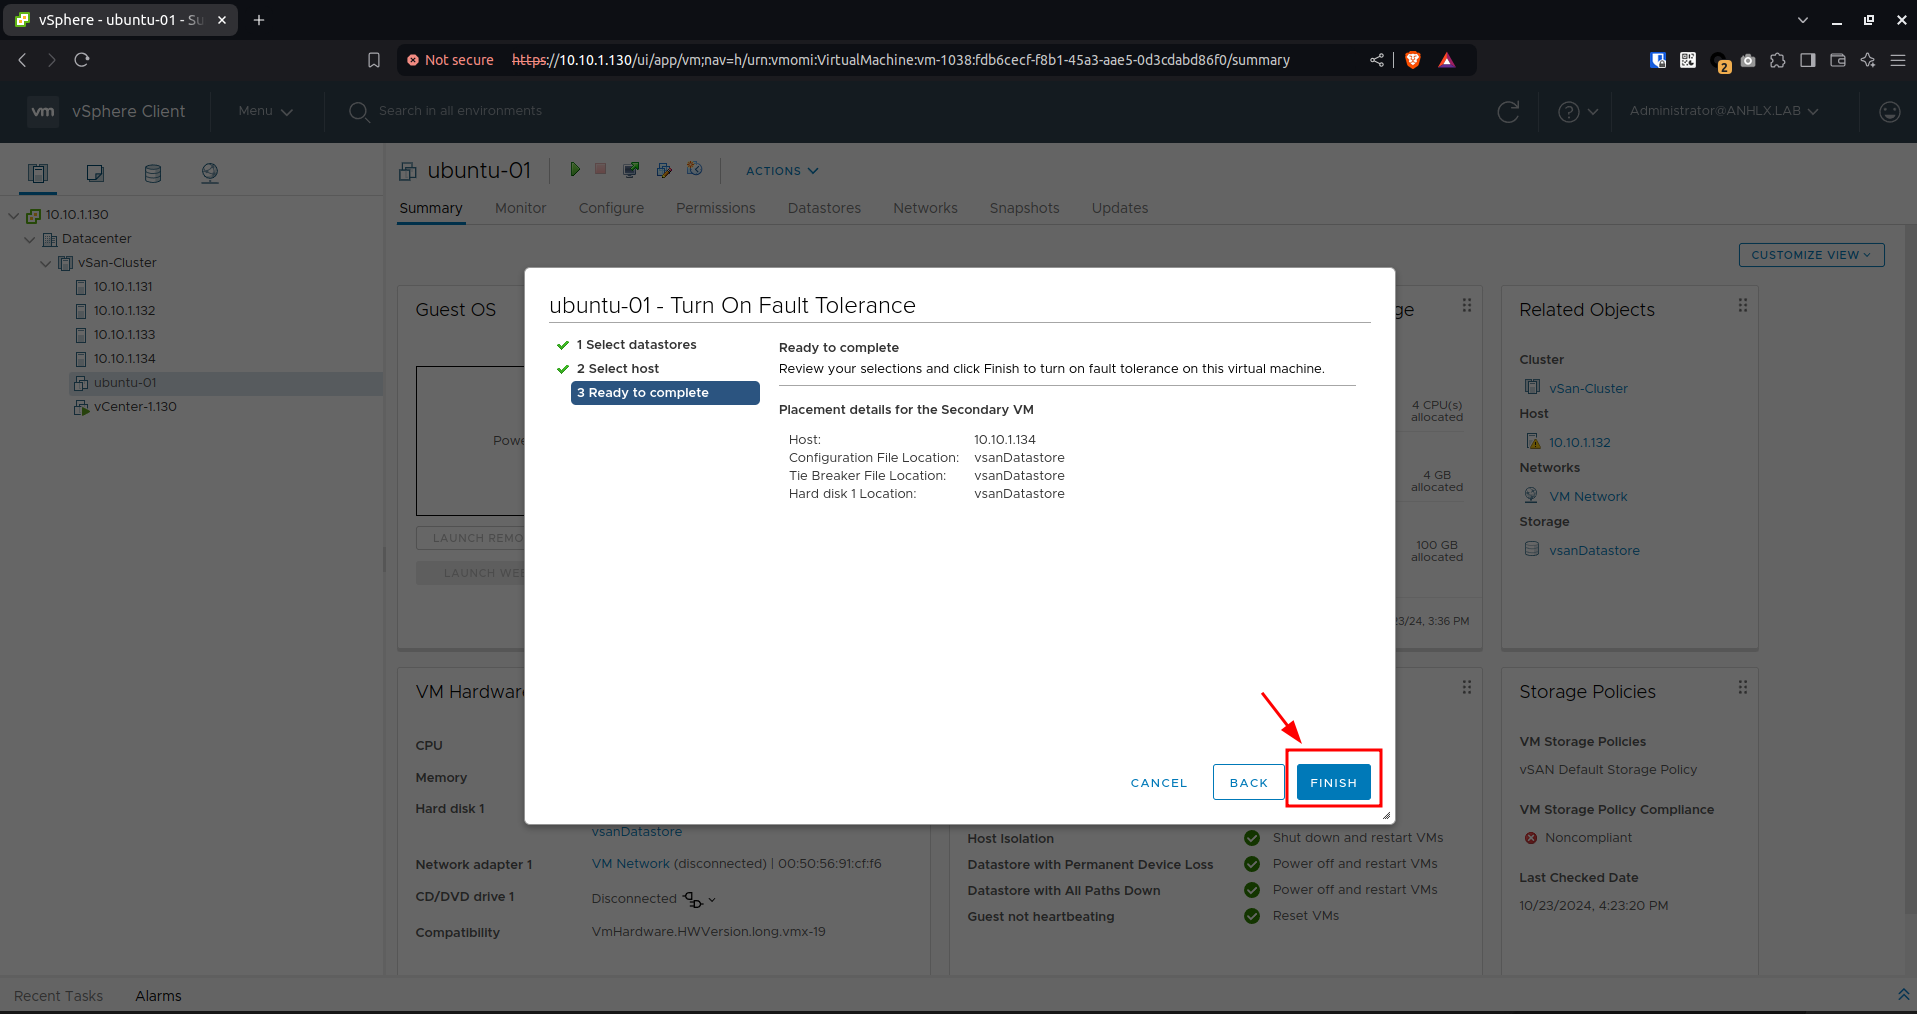 vSphere - ubuntu-01 - Su
Not secure https://10.10.1.130/ui/app/vm;nav=h/urn:vmomi:VirtualMachine:vm-1038:fdb6cecf-f8b1-45a3-aae5-0d3cdabd86f0/summary
2
vm vSphere Client Menu Search in all environments Administrator@ANHLX.LAB
ubuntu-01 ACTIONS
Summary Monitor Configure Permissions Datastores Networks Snapshots Updates
10.10.1.130
Datacenter
vSan-Cluster
10.10.1.131
10.10.1.132
10.10.1.133
10.10.1.134
ubuntu-01
vCenter-1.130
CUSTOMIZE VIEW
Guest OS
Powe
LAUNCH REMO
LAUNCH WE
ubuntu-01 - Turn On Fault Tolerance
1 Select datastores
2 Select host
3 Ready to complete
Ready to complete
Review your selections and click Finish to turn on fault tolerance on this virtual machine.
Placement details for the Secondary VM
Host: 10.10.1.134
Configuration File Location: vsanDatastore
Tie Breaker File Location: vsanDatastore
Hard disk 1 Location: vsanDatastore
CANCEL BACK FINISH
ge
4 CPU(s)
allocated
4 GB
allocated
100 GB
allocated
23/24, 3:36 PM
Related Objects
Cluster
vSan-Cluster
Host
10.10.1.132
Networks
VM Network
Storage
vsanDatastore
VM Hardware
CPU
Memory
Hard disk 1
vsanDatastore
Network adapter 1 VM Network (disconnected) | 00:50:56:91:cf:f6
CD/DVD drive 1 Disconnected
Compatibility VmHardware.HWVersion.long.vmx-19
Host Isolation Shut down and restart VMs
Datastore with Permanent Device Loss Power off and restart VMs
Datastore with All Paths Down Power off and restart VMs
Guest not heartbeating Reset VMs
Storage Policies
VM Storage Policies
vSAN Default Storage Policy
VM Storage Policy Compliance
Noncompliant
Last Checked Date
10/23/2024, 4:23:20 PM
Recent Tasks Alarms